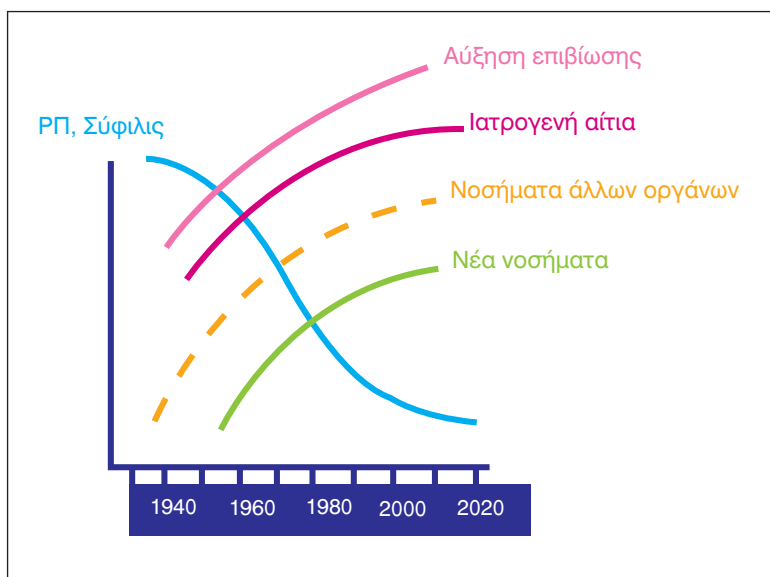 Αύξηση επιβίωσης
ΡΠ, Σύφιλις
Ιατρογενή αίτια
Νοσήματα άλλων οργάνων
Νέα νοσήματα
1940 1960 1980 2000 2020